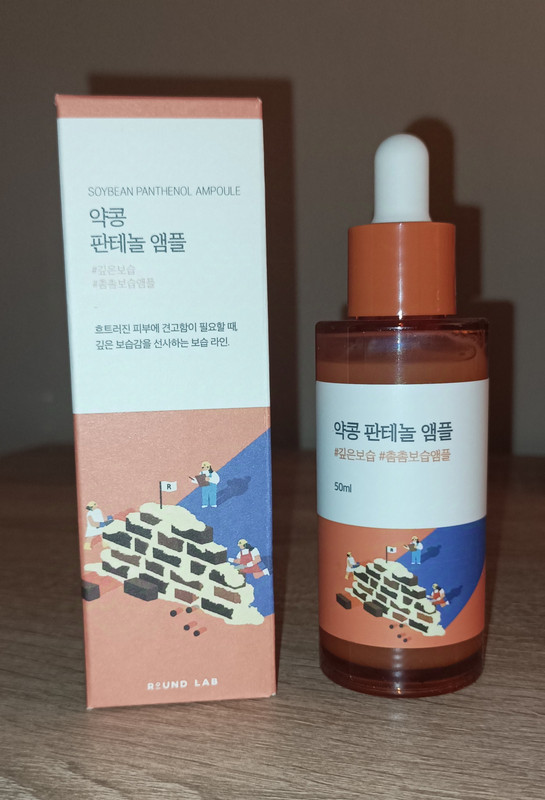 SOYBEAN PANTHENOL AMPOULE
약콩
판테놀 앰플
#깊은보습
#촘촘보습앰플
흐트러진 피부에 견고함이 필요할 때,
깊은 보습감을 선사하는 보습 라인.
R
ROUND LAB
약콩 판테놀 앰플
#깊은보습 #촘촘보습앰플
50ml
R